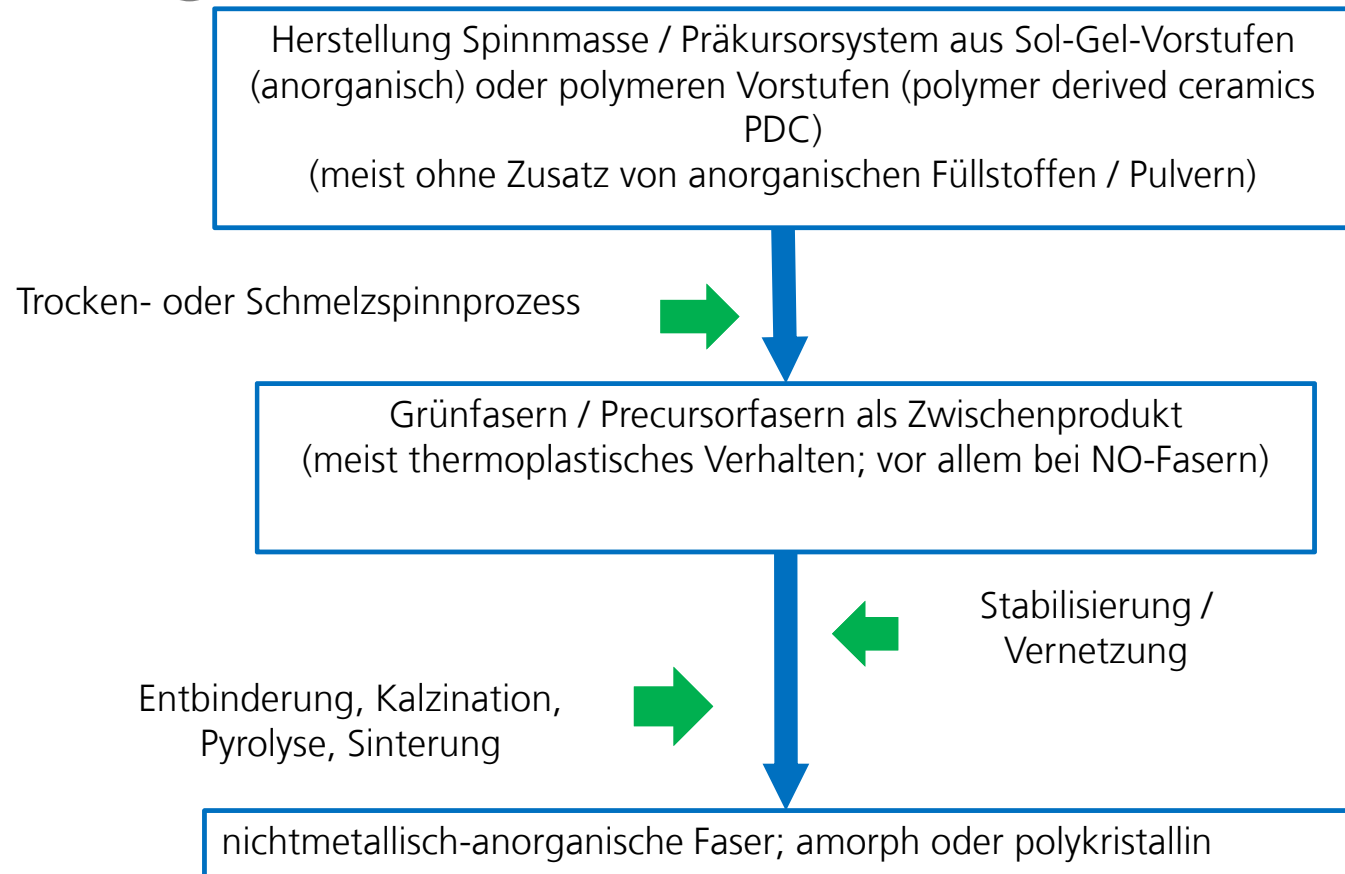 Herstellung Spinnmasse / Präkursorsystem aus Sol-Gel-Vorstufen
(anorganisch) oder polymeren Vorstufen (polymer derived ceramics
PDC)
(meist ohne Zusatz von anorganischen Füllstoffen / Pulvern)
Trocken- oder Schmelzspinnprozess
Grünfasern / Precursorfasern als Zwischenprodukt
(meist thermoplastisches Verhalten; vor allem bei NO-Fasern)
Stabilisierung /
Vernetzung
Entbinderung, Kalzination,
Pyrolyse, Sinterung
nichtmetallisch-anorganische Faser; amorph oder polykristallin